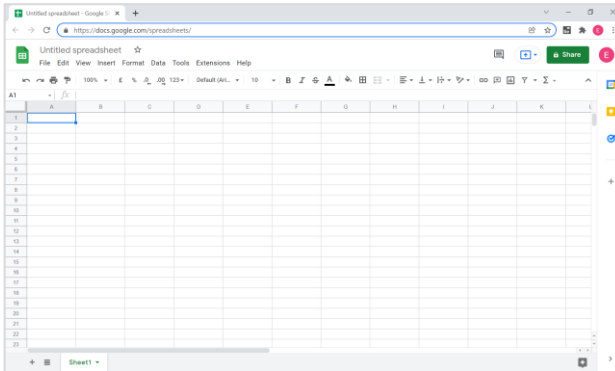 Untitled spreadsheet - Google S
https://docs.google.com/spreadsheets/
Untitled spreadsheet
File Edit View Insert Format Data Tools Extensions Help
Share
E
100% £ % .0 .00 123 Default (Ari... 10 B I S A
A1 fx
A B C D E F G H I J K L
1
2
3
4
5
6
7
8
9
10
11
12
13
14
15
16
17
18
19
20
21
22
23
Sheet1